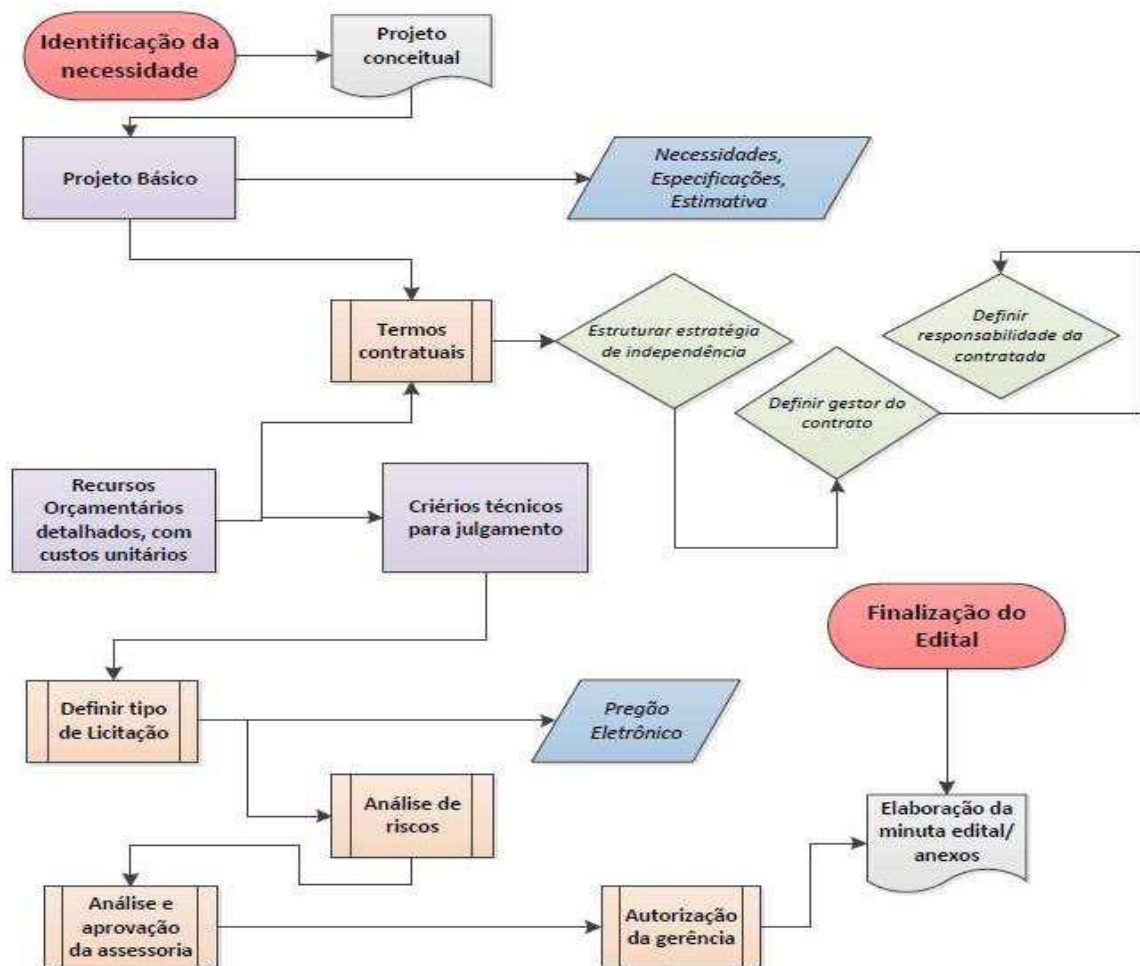 Identificação da
necessidade
Projeto
conceitual
Projeto Básico
Necessidades,
Especificações,
Estimativa
Termos
contratuais
Estruturar estratégia
de independência
Definir gestor do
contrato
Definir
responsabilidade da
contratada
Recursos
Orçamentários
detalhados, com
custos unitários
Criérios técnicos
para julgamento
Finalização do
Edital
Definir tipo
de Licitação
Pregão
Eletrônico
Análise de
riscos
Elaboração da
minuta edital/
anexos
Análise e
aprovação
da assessoria
Autorização
da gerência